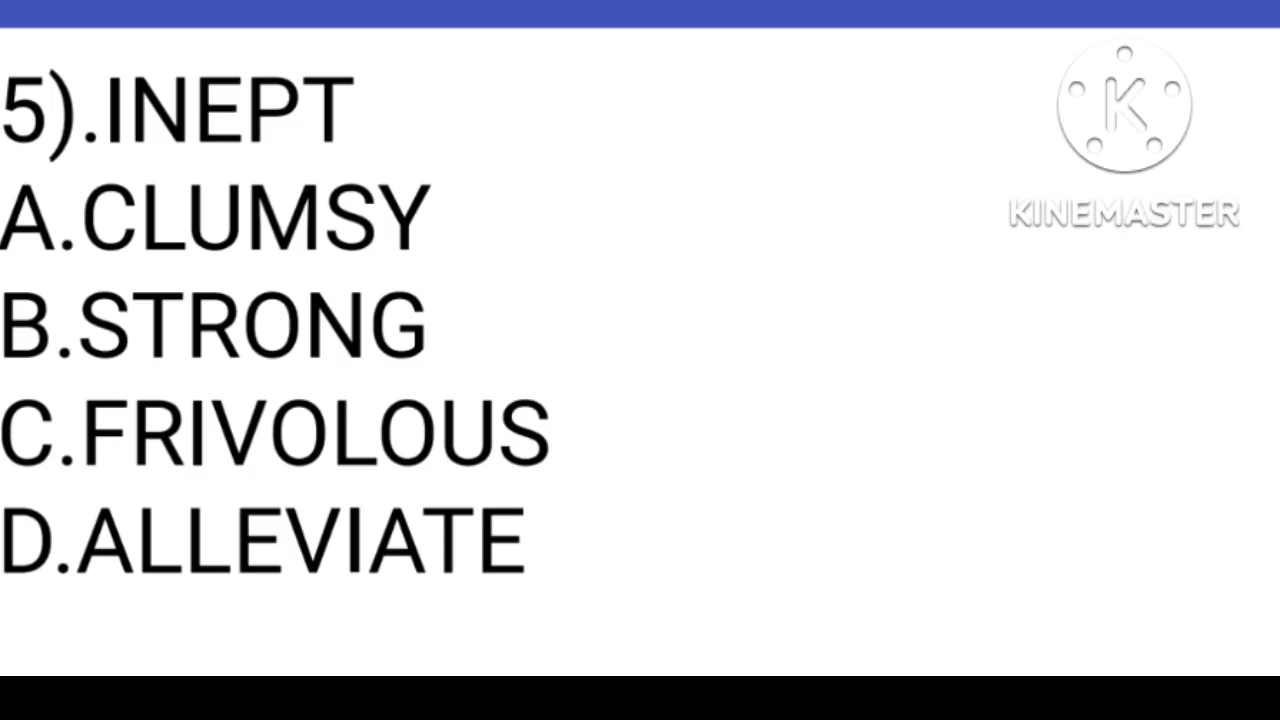 5).INEPT
A.CLUMSY
B.STRONG
C.FRIVOLOUS
D.ALLEVIATE
K
KINEMASTER